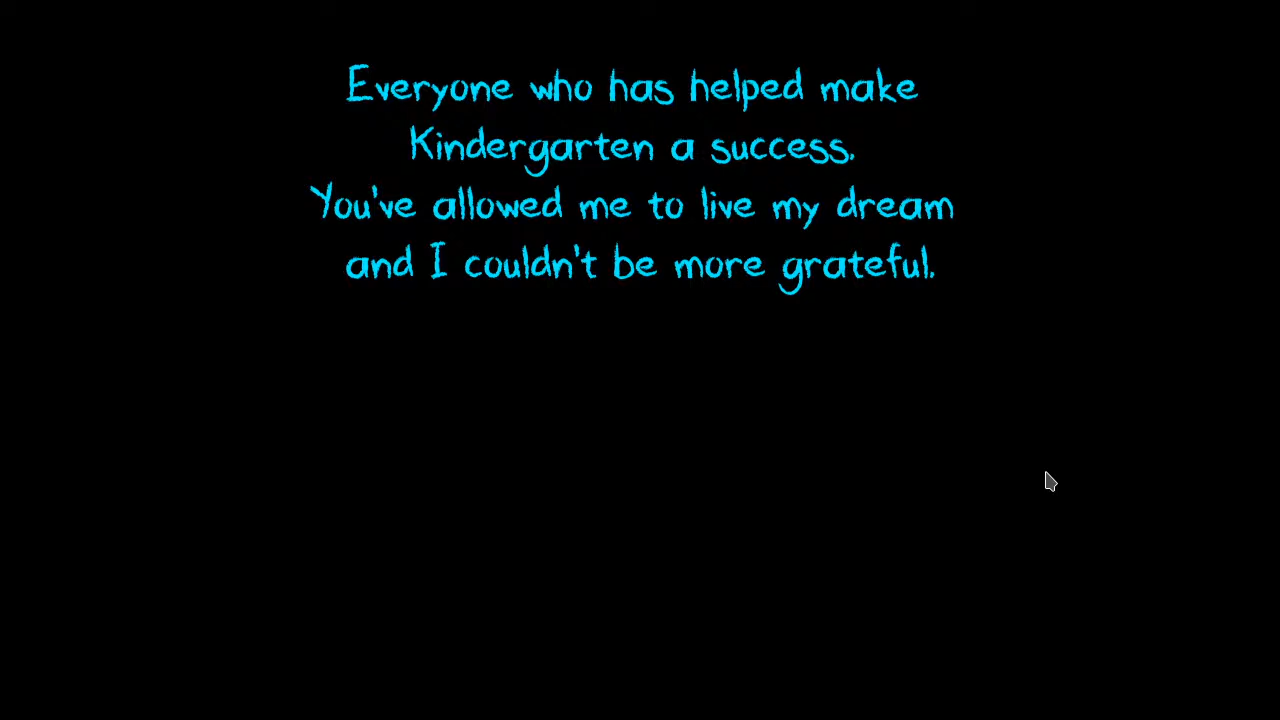 Everyone who has helped make
Kindergarten a success.
You've allowed me to live my dream
and I couldn't be more grateful.